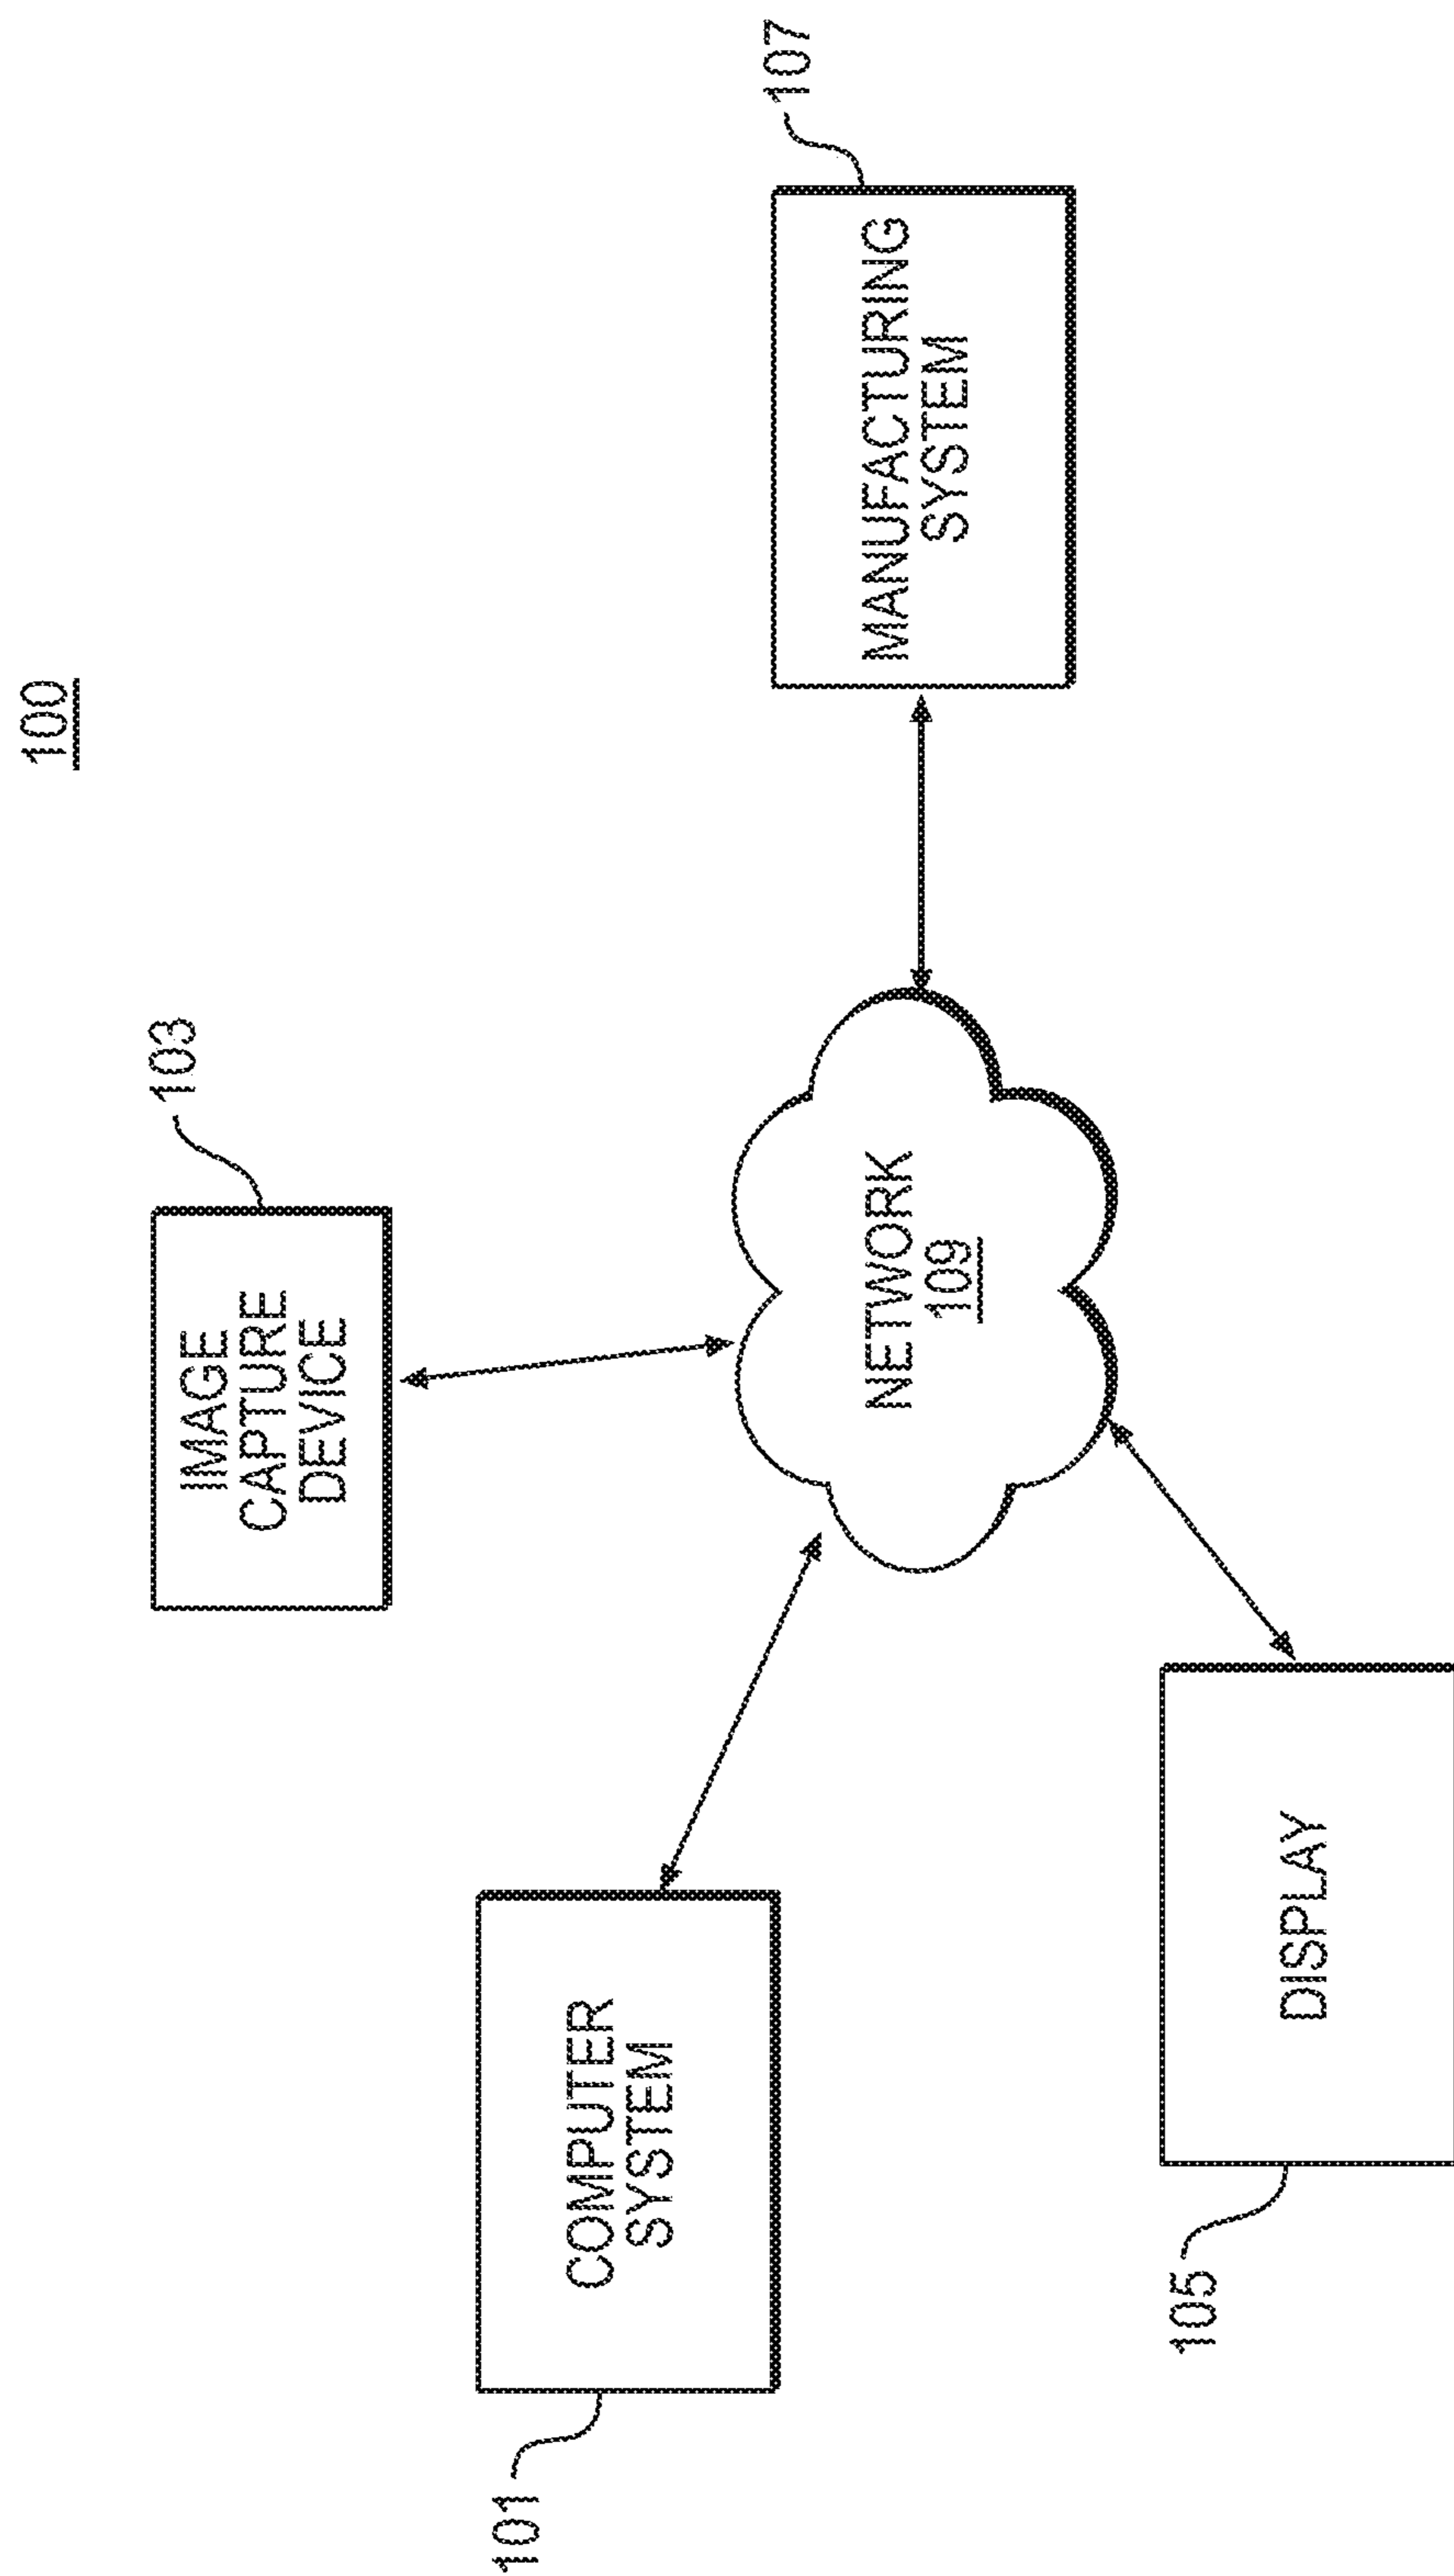 100
103
IMAGE
CAPTURE
DEVICE
101
COMPUTER
SYSTEM
107
MANUFACTURING
SYSTEM
NETWORK
109
105
DISPLAY